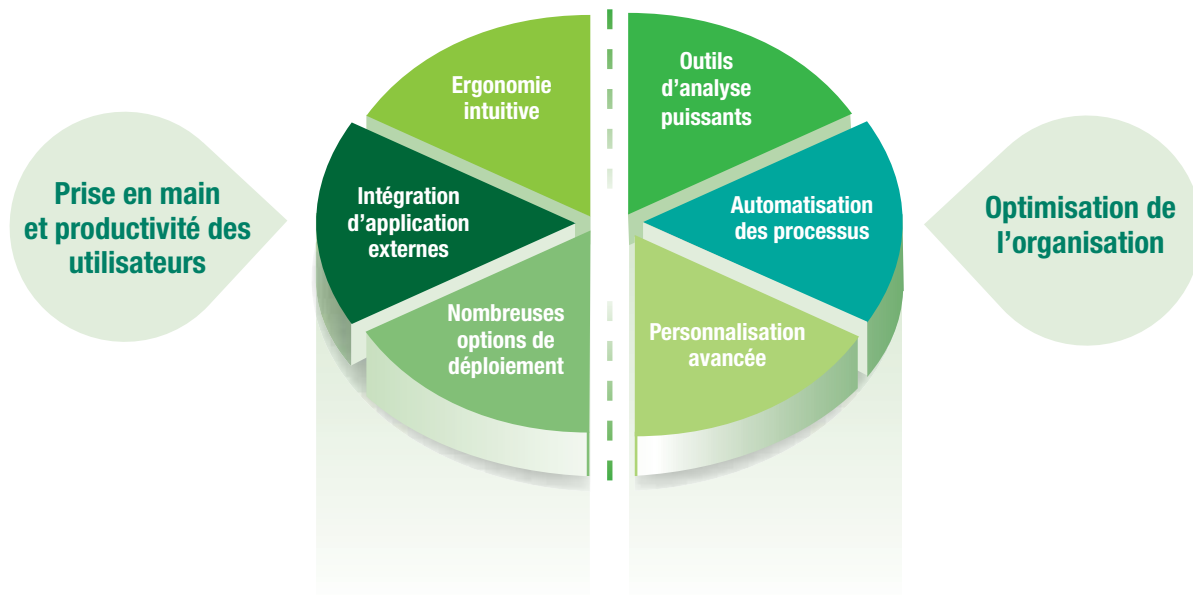 Prise en main
et productivité des
utilisateurs
Ergonomie
intuitive
Intégration
d'application
externes
Nombreuses
options de
déploiement
Outils
d'analyse
puissants
Automatisation
des processus
Personnalisation
avancée
Optimisation de
l'organisation